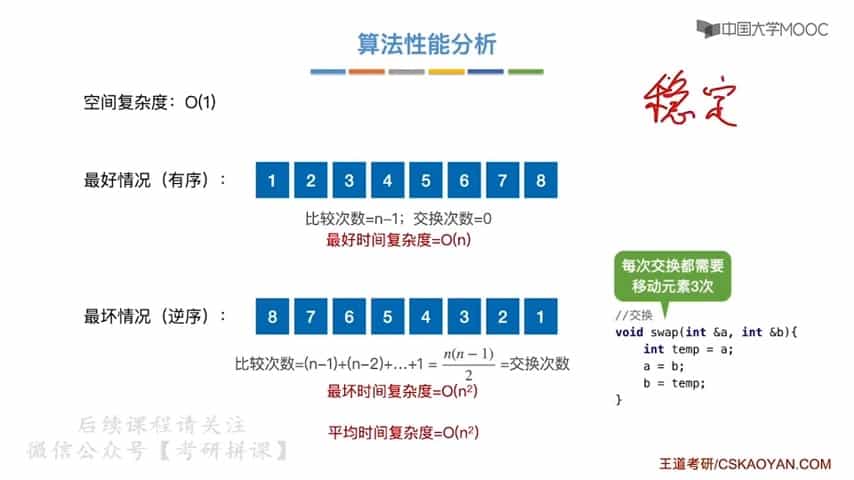 中国大学MOOC
算法性能分析
空间复杂度：O(1)
稳定
最好情况（有序）：
1 2 3 4 5 6 7 8
比较次数=n−1；交换次数=0
最好时间复杂度=O(n)
每次交换都需要
移动元素3次
最坏情况（逆序）：
8 7 6 5 4 3 2 1
比较次数=(n−1)+(n−2)+…+1 = n(n − 1)/2 =交换次数
最坏时间复杂度=O(n²)
平均时间复杂度=O(n²)
//交换
void swap(int &a, int &b){
    int temp = a;
    a = b;
    b = temp;
}
后续课程请关注
微信公众号【考研拼课】
王道考研/CSKAOYAN.COM